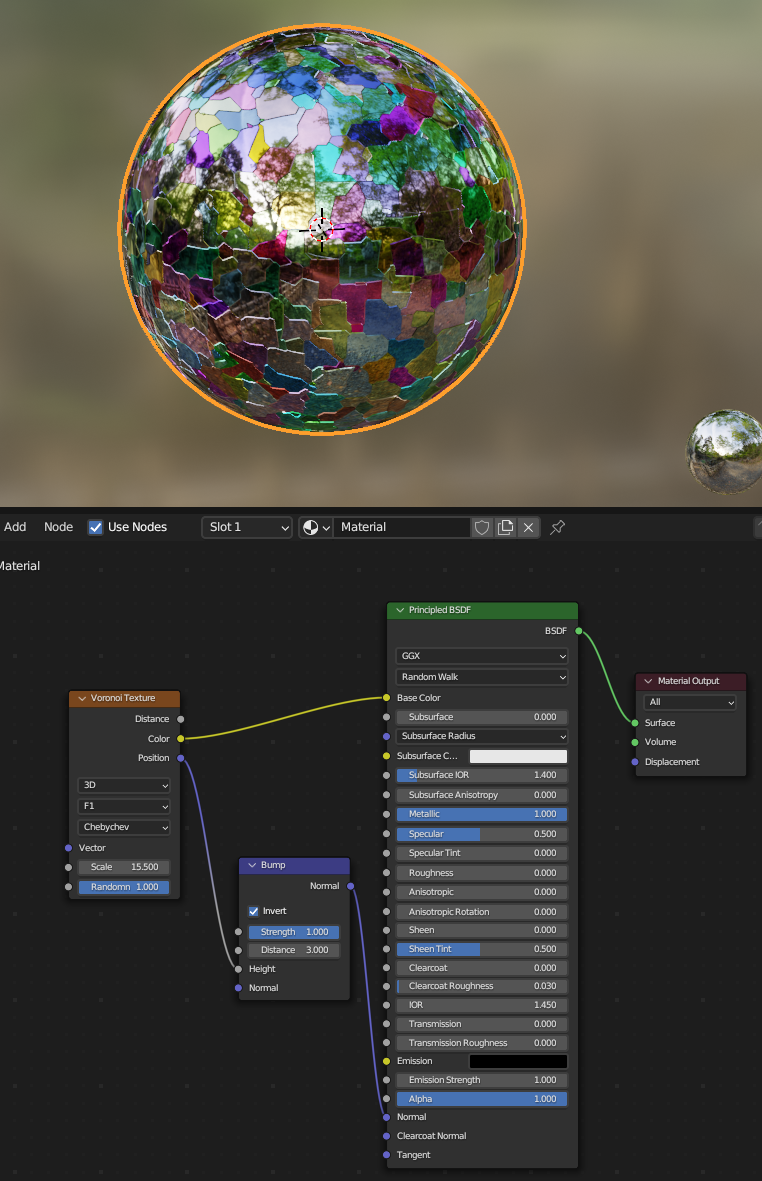 Add Node Use Nodes Slot 1 Material
Material
Voronoi Texture
Distance
Color
Position
3D
F1
Chebychev
Vector
Scale 15.500
Randomn 1.000
Bump
Normal
Invert
Strength 1.000
Distance 3.000
Height
Normal
Principled BSDF
BSDF
GGX
Random Walk
Base Color
Subsurface 0.000
Subsurface Radius
Subsurface C...
Subsurface IOR 1.400
Subsurface Anisotropy 0.000
Metallic 1.000
Specular 0.500
Specular Tint 0.000
Roughness 0.000
Anisotropic 0.000
Anisotropic Rotation 0.000
Sheen 0.000
Sheen Tint 0.500
Clearcoat 0.000
Clearcoat Roughness 0.030
IOR 1.450
Transmission 0.000
Transmission Roughness 0.000
Emission
Emission Strength 1.000
Alpha 1.000
Normal
Clearcoat Normal
Tangent
Material Output
All
Surface
Volume
Displacement